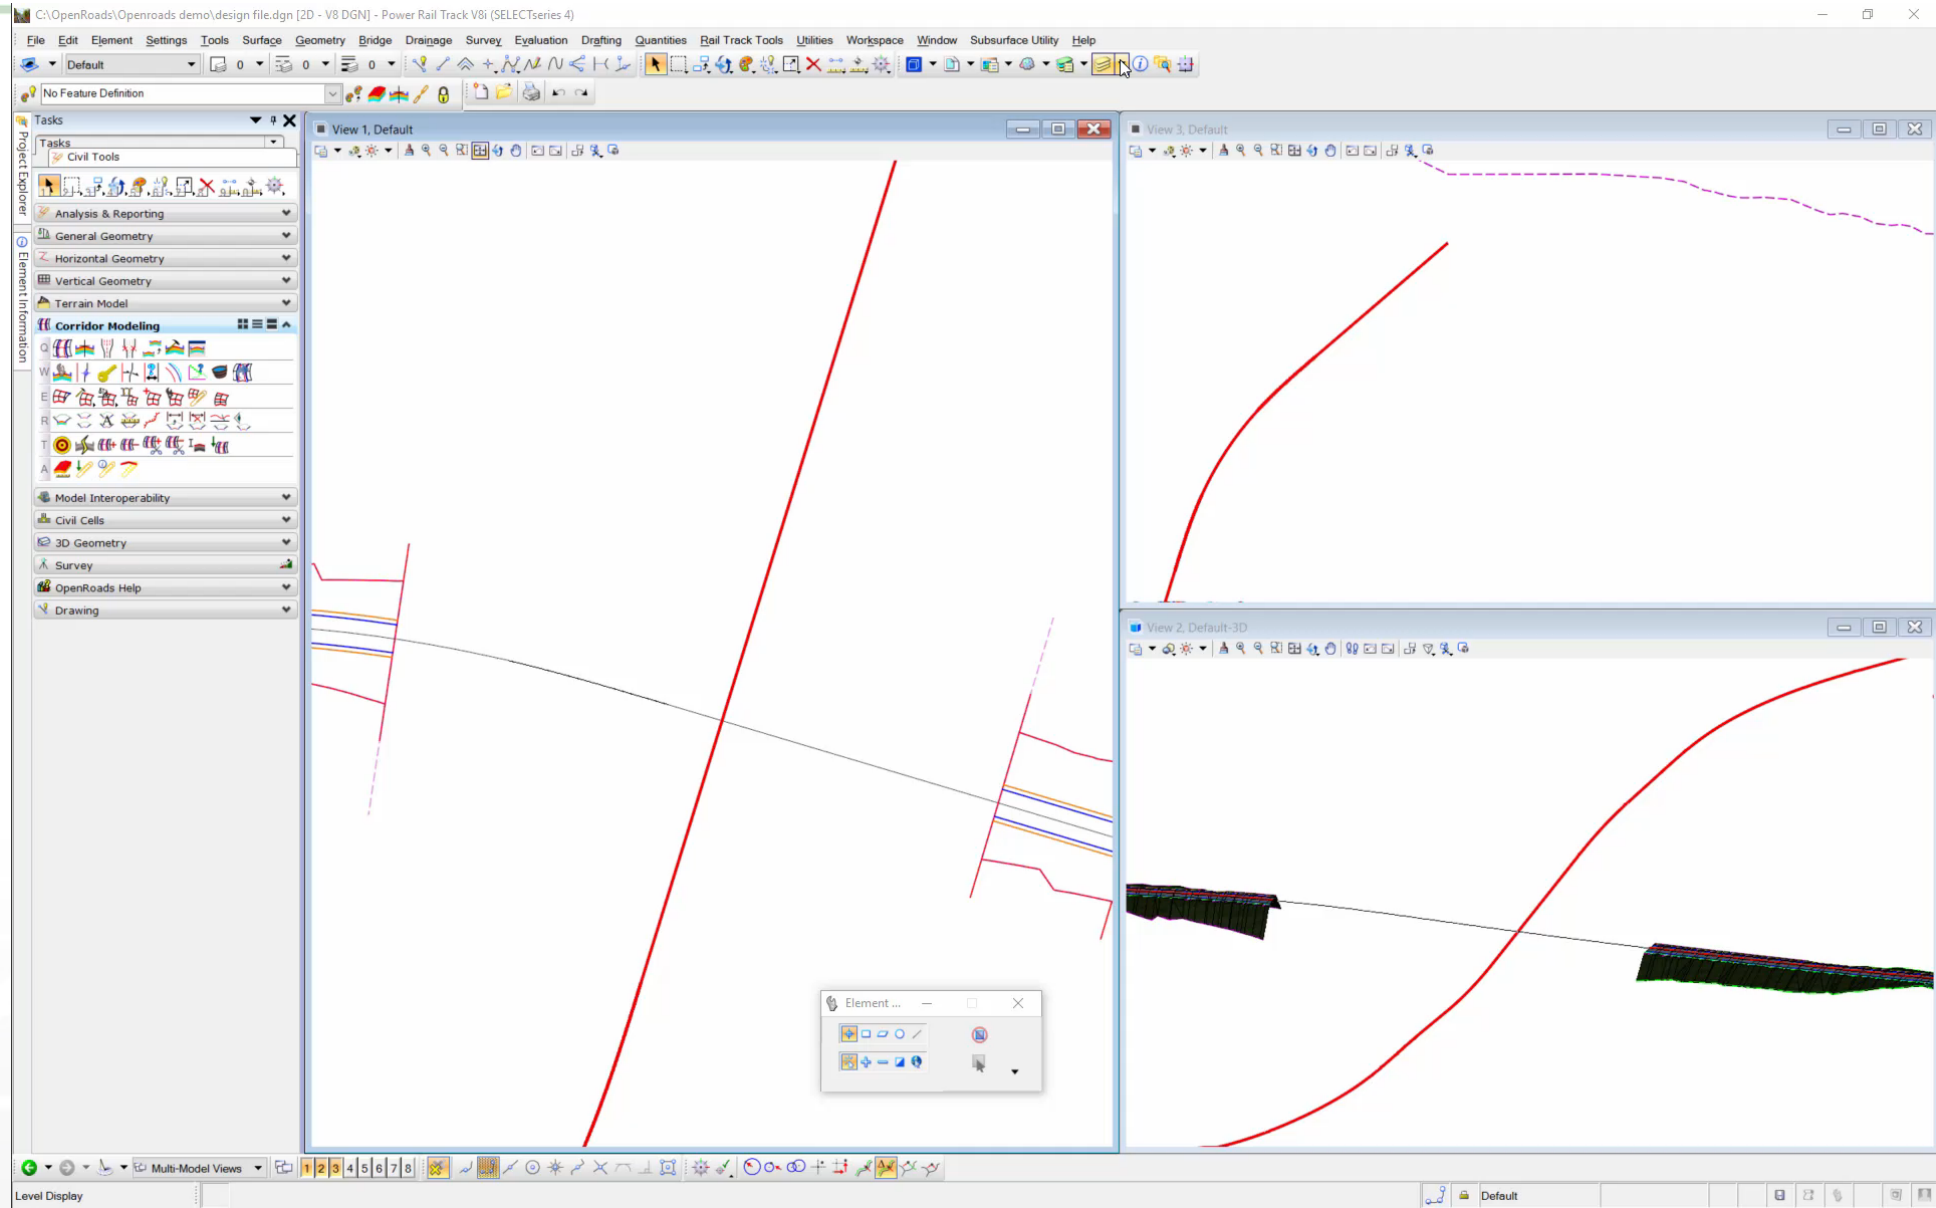 C:\OpenRoads\Openroads demo\design file.dgn [2D - V8 DGN] - Power Rail Track V8i (SELECTseries 4)
File Edit Element Settings Tools Surface Geometry Bridge Drainage Survey Evaluation Drafting Quantities Rail Track Tools Utilities Workspace Window Subsurface Utility Help
Default 0 0 0
No Feature Definition
Tasks
Tasks
Civil Tools
Project Explorer
Element Information
Analysis & Reporting
General Geometry
Horizontal Geometry
Vertical Geometry
Terrain Model
Corridor Modeling
Q
W
E
R
T
A
Model Interoperability
Civil Cells
3D Geometry
Survey
OpenRoads Help
Drawing
View 1, Default
View 3, Default
View 2, Default-3D
Element ...
Multi-Model Views 1 2 3 4 5 6 7 8
Level Display
Default